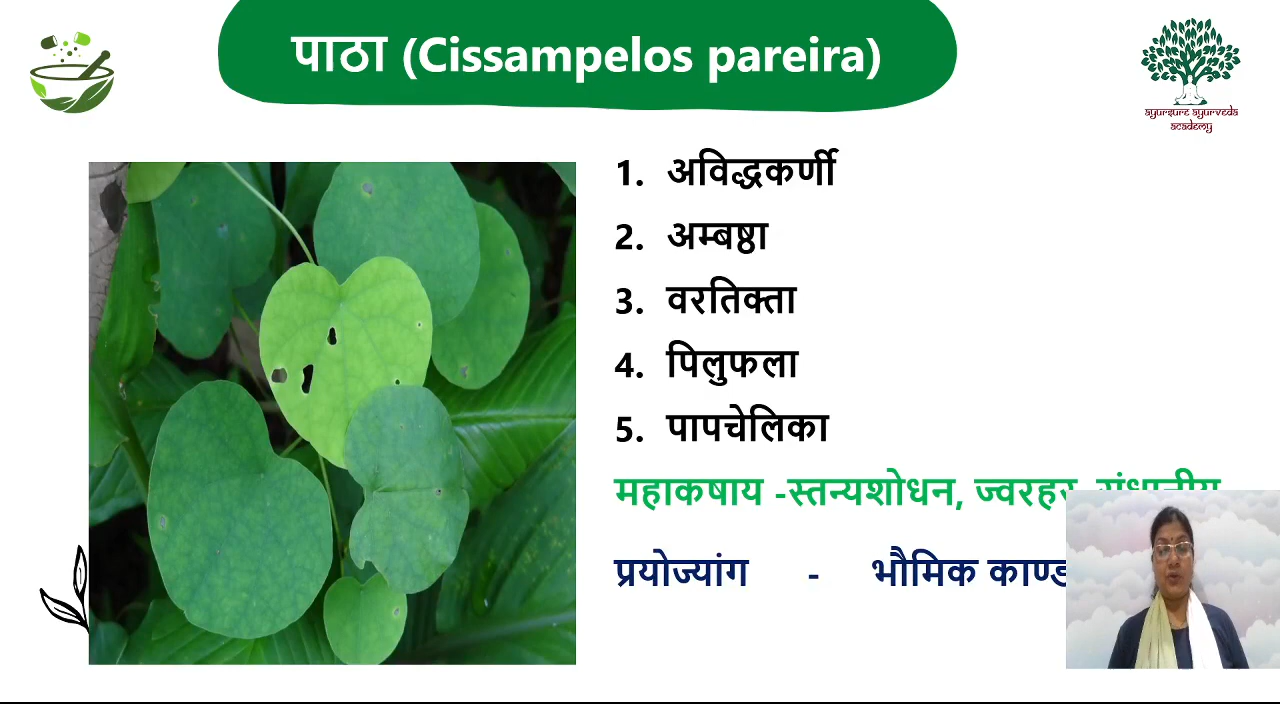 पाठा (Cissampelos pareira)
ayursure ayurveda
academy
1. अविद्धकर्णी
2. अम्बष्ठा
3. वरतिक्ता
4. पिलुफला
5. पापचेलिका
महाकषाय -स्तन्यशोधन, ज्वरहर
प्रयोज्यांग - भौमिक काण्ड